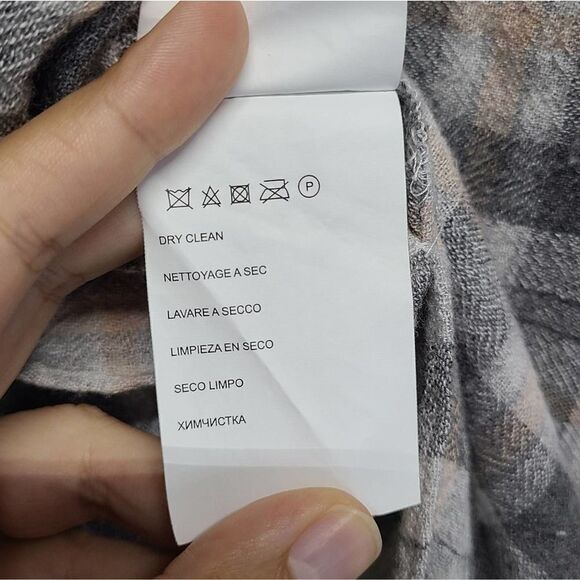 P
DRY CLEAN
NETTOYAGE A SEC
LAVARE A SECCO
LIMPIEZA EN SECO
SECO LIMPO
ХИМЧИСТКА